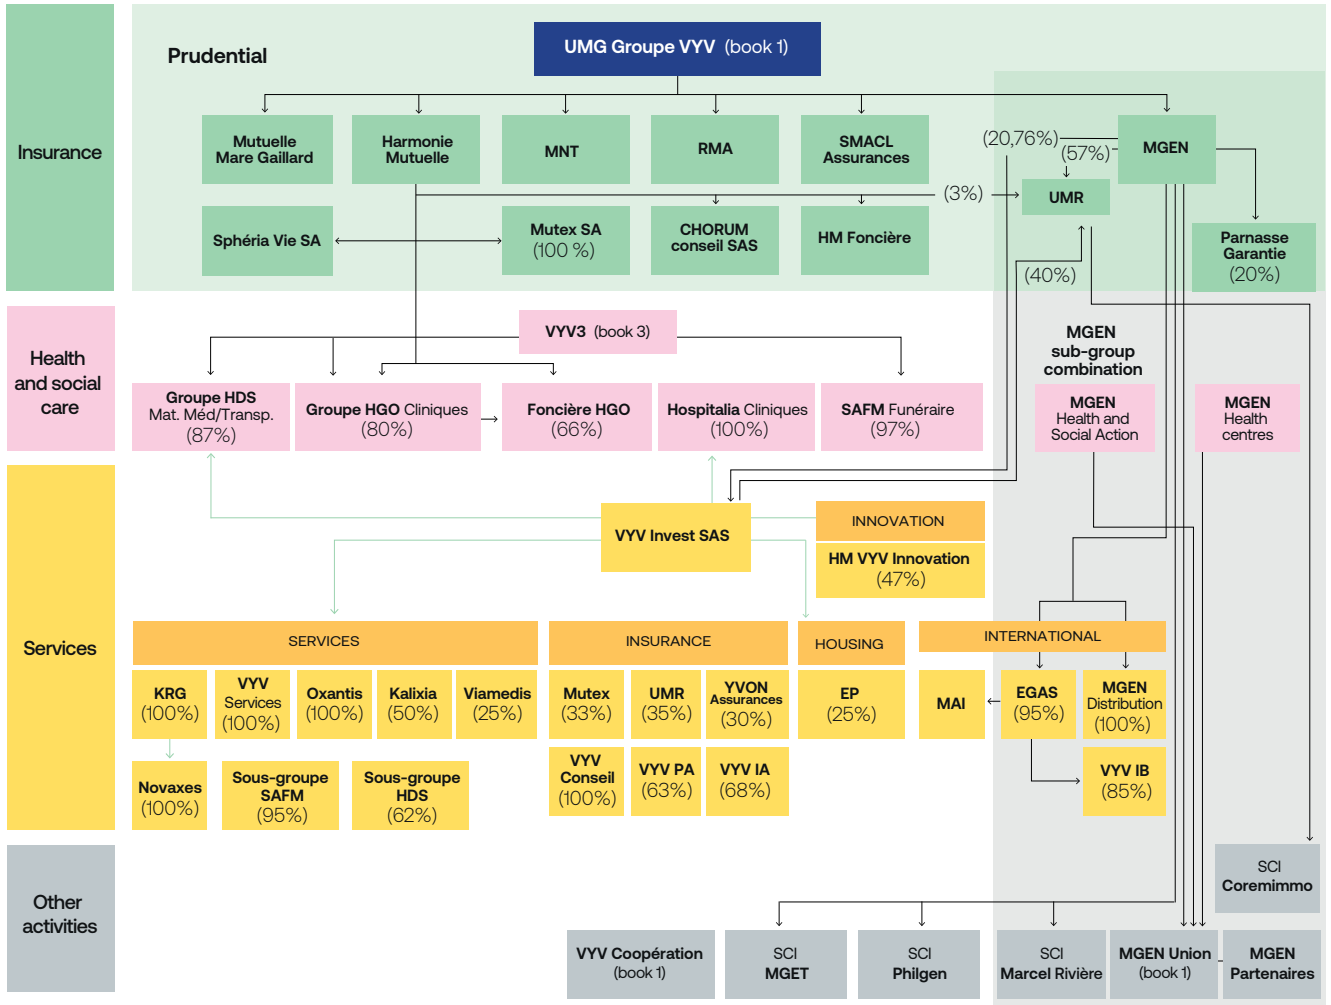 Insurance
Prudential
UMG Groupe VYV (book 1)
Mutuelle
Mare Gaillard
Harmonie
Mutuelle
MNT
RMA
SMACL
Assurances
(20,76%)
(57%)
MGEN
(3%)
UMR
Sphéria Vie SA
Mutex SA
(100 %)
CHORUM
conseil SAS
HM Foncière
(40%)
Parnasse
Garantie
(20%)
Health
and social
care
VYV3 (book 3)
MGEN
sub-group
combination
Groupe HDS
Mat. Méd/Transp.
(87%)
Groupe HGO Cliniques
(80%)
Foncière HGO
(66%)
Hospitalia Cliniques
(100%)
SAFM Funéraire
(97%)
MGEN
Health and
Social Action
MGEN
Health
centres
Services
VYV Invest SAS
INNOVATION
HM VYV Innovation
(47%)
SERVICES
INSURANCE
HOUSING
INTERNATIONAL
KRG
(100%)
VYV
Services
(100%)
Oxantis
(100%)
Kalixia
(50%)
Viamedis
(25%)
Mutex
(33%)
UMR
(35%)
YVON
Assurances
(30%)
EP
(25%)
MAI
EGAS
(95%)
MGEN
Distribution
(100%)
Novaxes
(100%)
Sous-groupe
SAFM
(95%)
Sous-groupe
HDS
(62%)
VYV
Conseil
(100%)
VYV PA
(63%)
VYV IA
(68%)
VYV IB
(85%)
Other
activities
SCI
Coremimmo
VYV Coopération
(book 1)
SCI
MGET
SCI
Philgen
SCI
Marcel Rivière
MGEN Union
(book 1)
MGEN
Partenaires